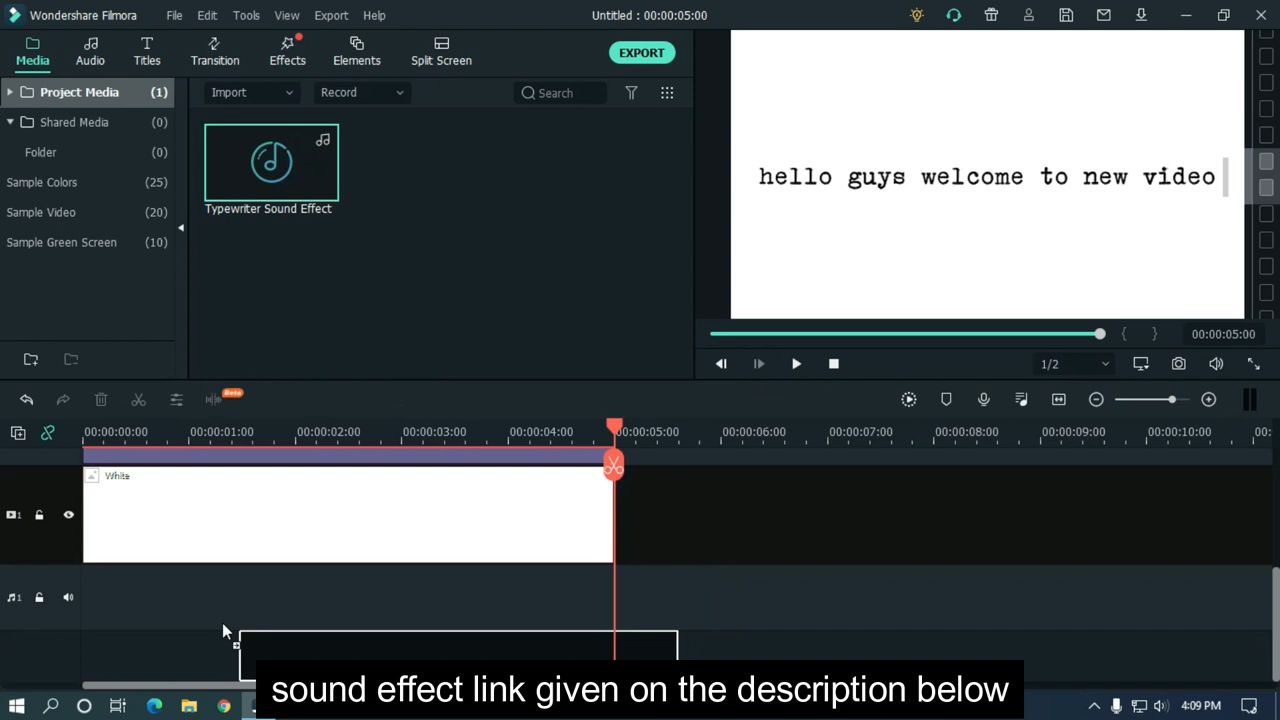 Wondershare Filmora
File
Edit
Tools
View
Export
Help
Untitled : 00:00:05:00
Media
Audio
Titles
Transition
Effects
Elements
Split Screen
EXPORT
Project Media (1)
Shared Media (0)
Folder (0)
Sample Colors (25)
Sample Video (20)
Sample Green Screen (10)
Import
Record
Search
Typewriter Sound Effect
hello guys welcome to new video
{ }
00:00:05:00
1/2
Beta
00:00:00:00
00:00:01:00
00:00:02:00
00:00:03:00
00:00:04:00
00:00:05:00
00:00:06:00
00:00:07:00
00:00:08:00
00:00:09:00
00:00:10:00
00:
White
1
1
sound effect link given on the description below
4:09 PM